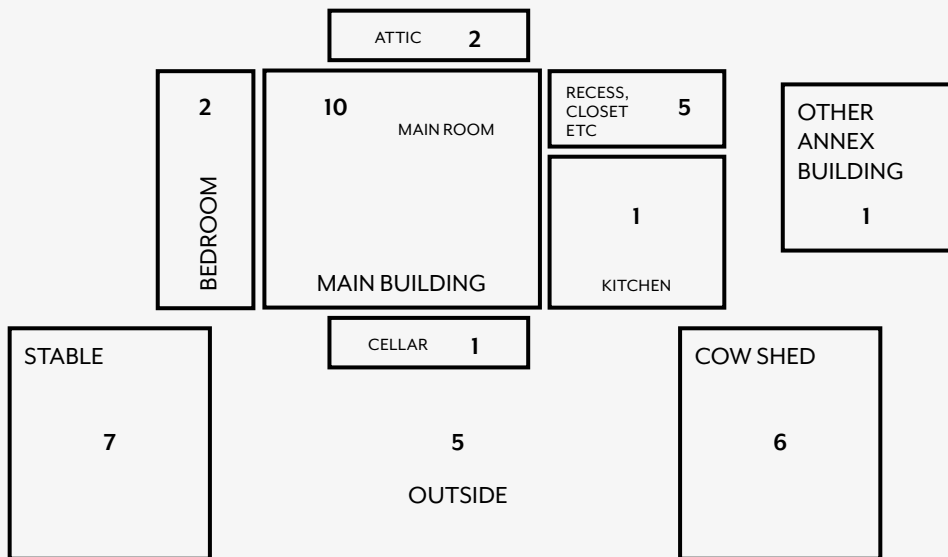 ATTIC 2
2
10
MAIN ROOM
RECESS,
CLOSET
ETC
5
OTHER
ANNEX
BUILDING
1
BEDROOM
1
MAIN BUILDING
KITCHEN
STABLE
CELLAR 1
COW SHED
7
5
6
OUTSIDE